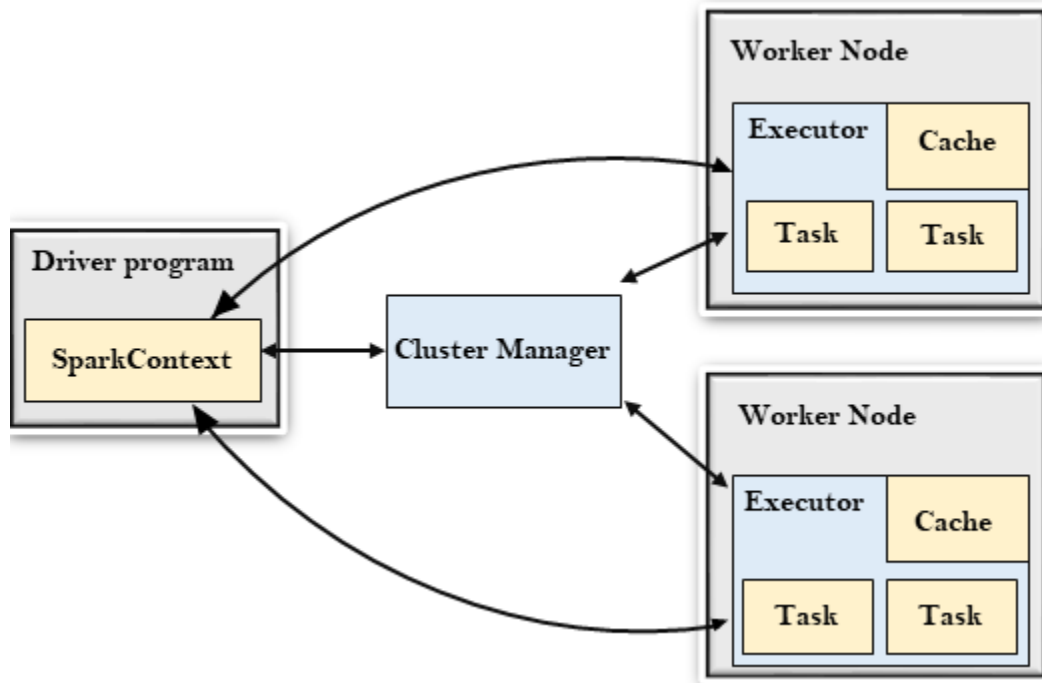 Driver program
SparkContext
Cluster Manager
Worker Node
Executor
Cache
Task
Task
Worker Node
Executor
Cache
Task
Task